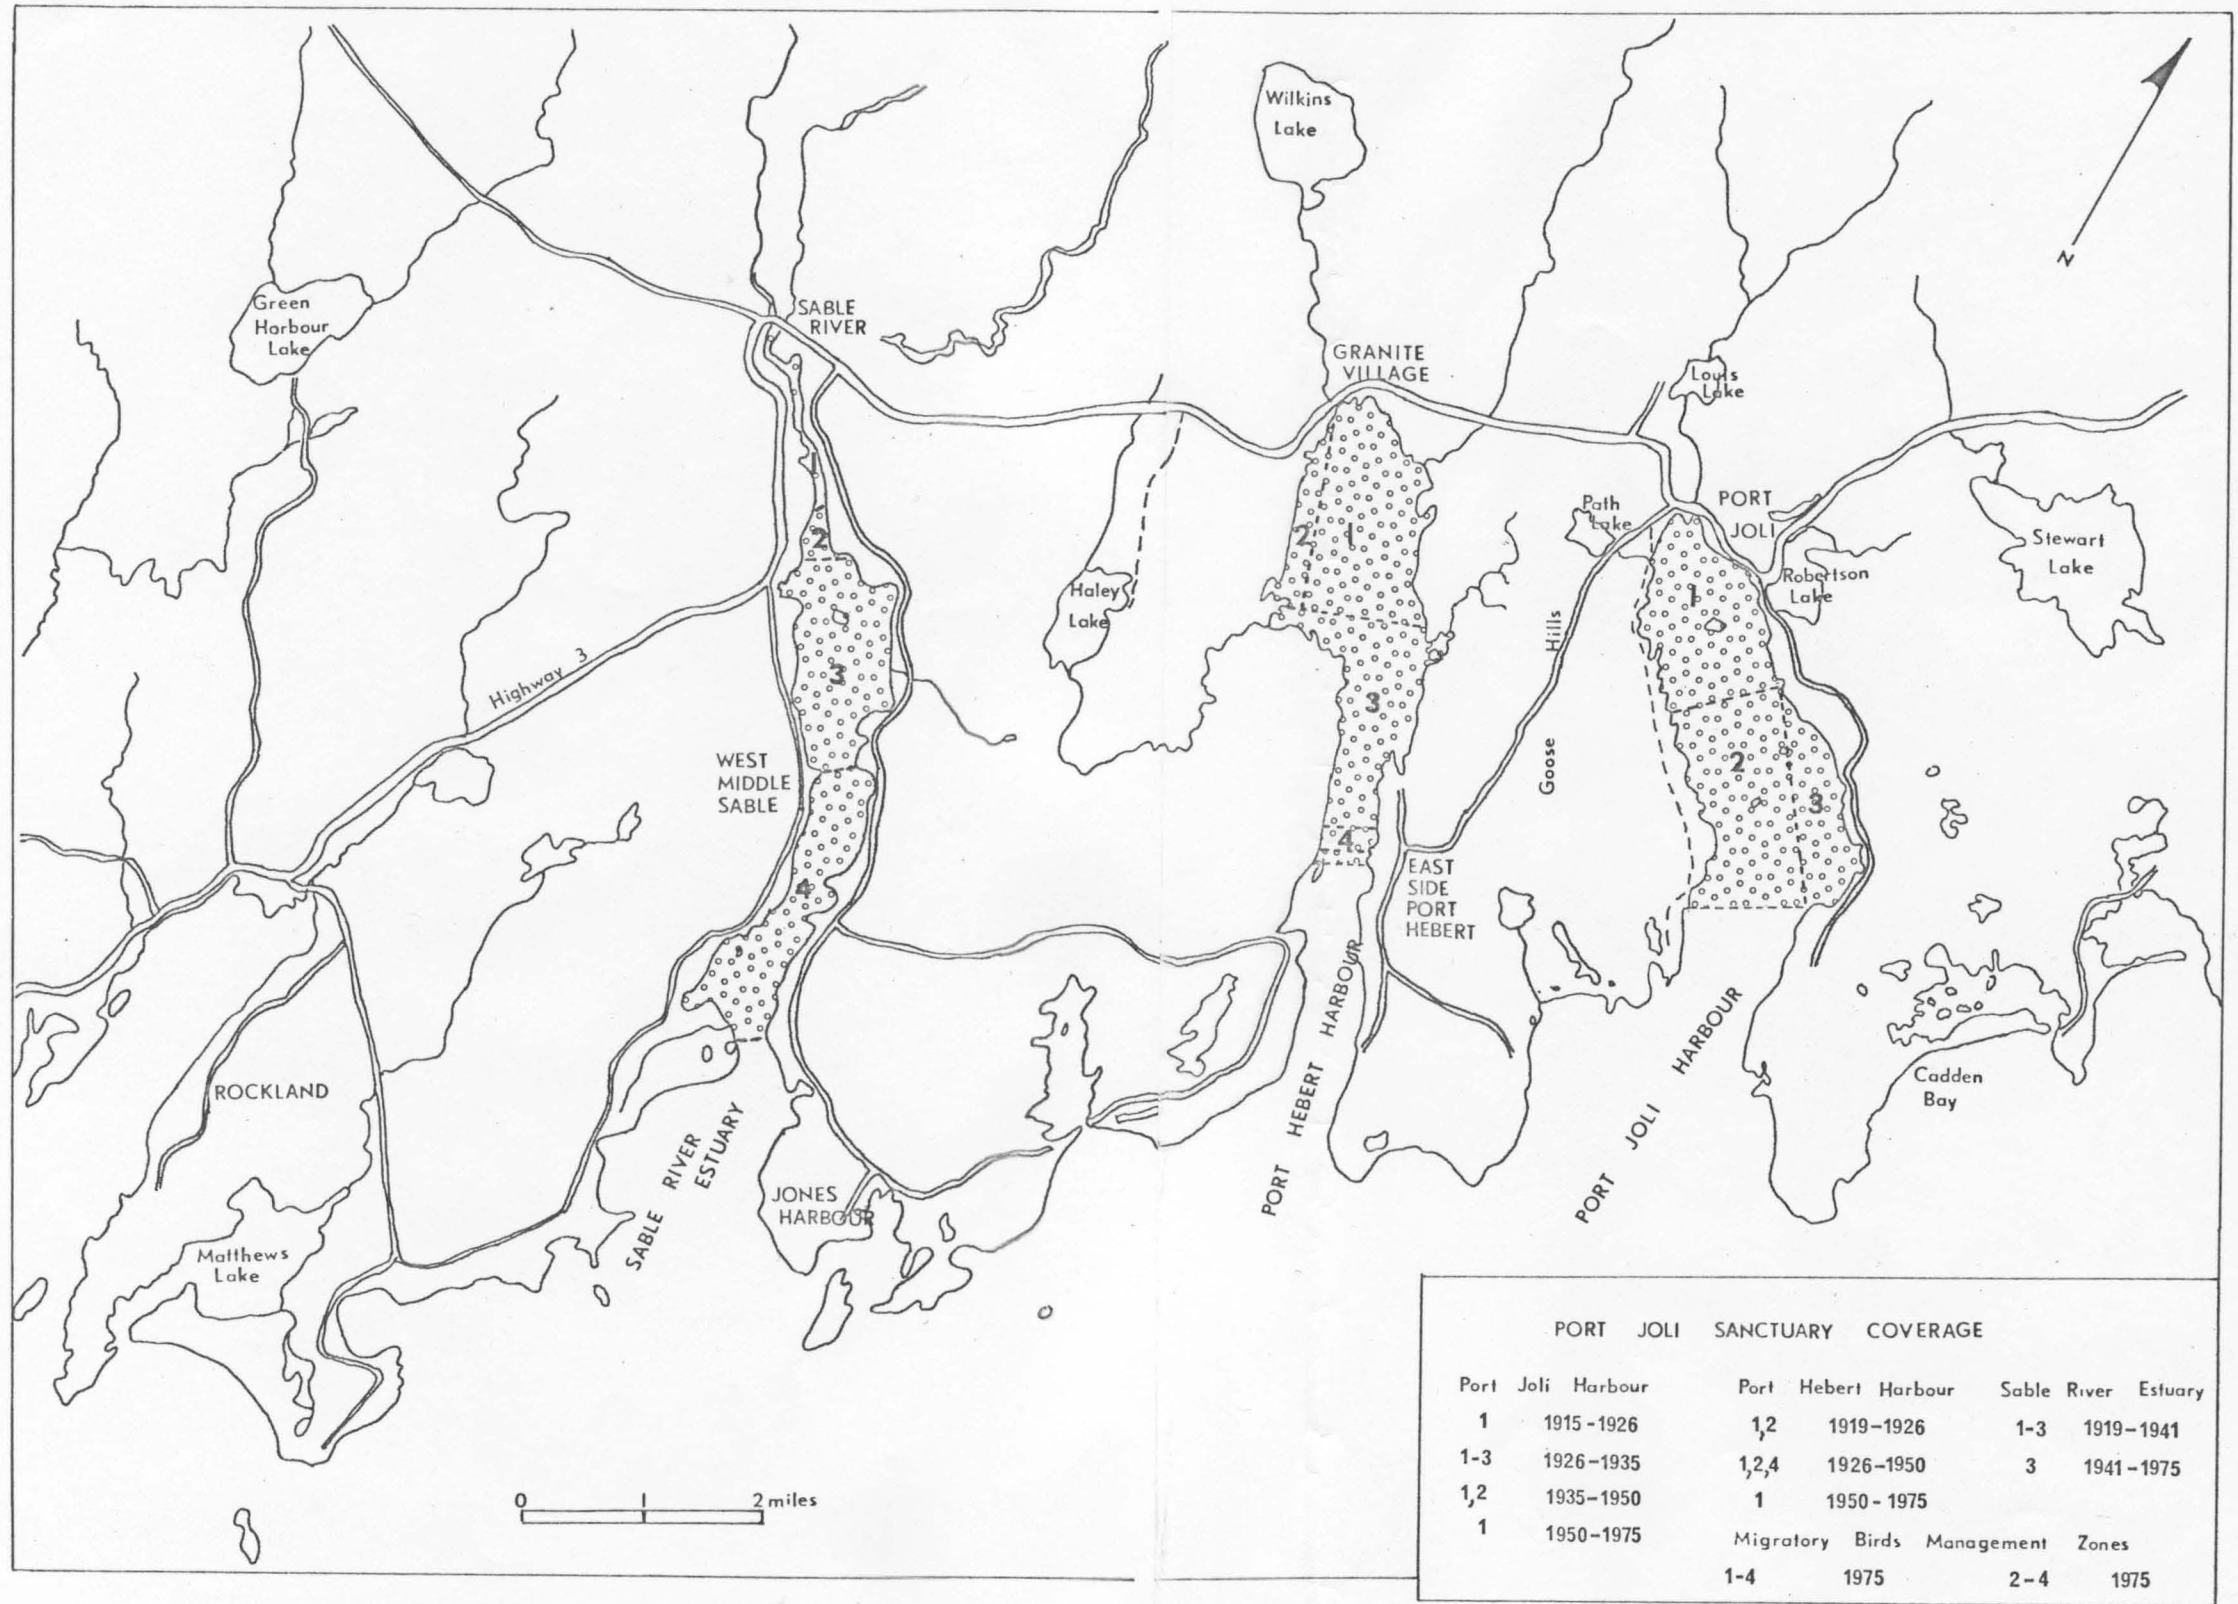 Wilkins
Lake
N
Green
Harbour
Lake
SABLE
RIVER
GRANITE
VILLAGE
Louis
Lake
1
2
3
4
Highway 3
WEST
MIDDLE
SABLE
Haley
Lake
2
1
3
4
Path
Lake
PORT
JOLI
Robertson
Lake
Stewart
Lake
Goose Hills
1
2
3
EAST
SIDE
PORT
HEBERT
ROCKLAND
SABLE RIVER
ESTUARY
JONES
HARBOUR
PORT HEBERT HARBOUR
PORT JOLI HARBOUR
Cadden
Bay
Matthews
Lake
0 1 2 miles
PORT JOLI SANCTUARY COVERAGE
Port Joli Harbour Port Hebert Harbour Sable River Estuary
1 1915-1926 1,2 1919-1926 1-3 1919-1941
1-3 1926-1935 1,2,4 1926-1950 3 1941-1975
1,2 1935-1950 1 1950-1975
1 1950-1975 Migratory Birds Management Zones
1-4 1975 2-4 1975